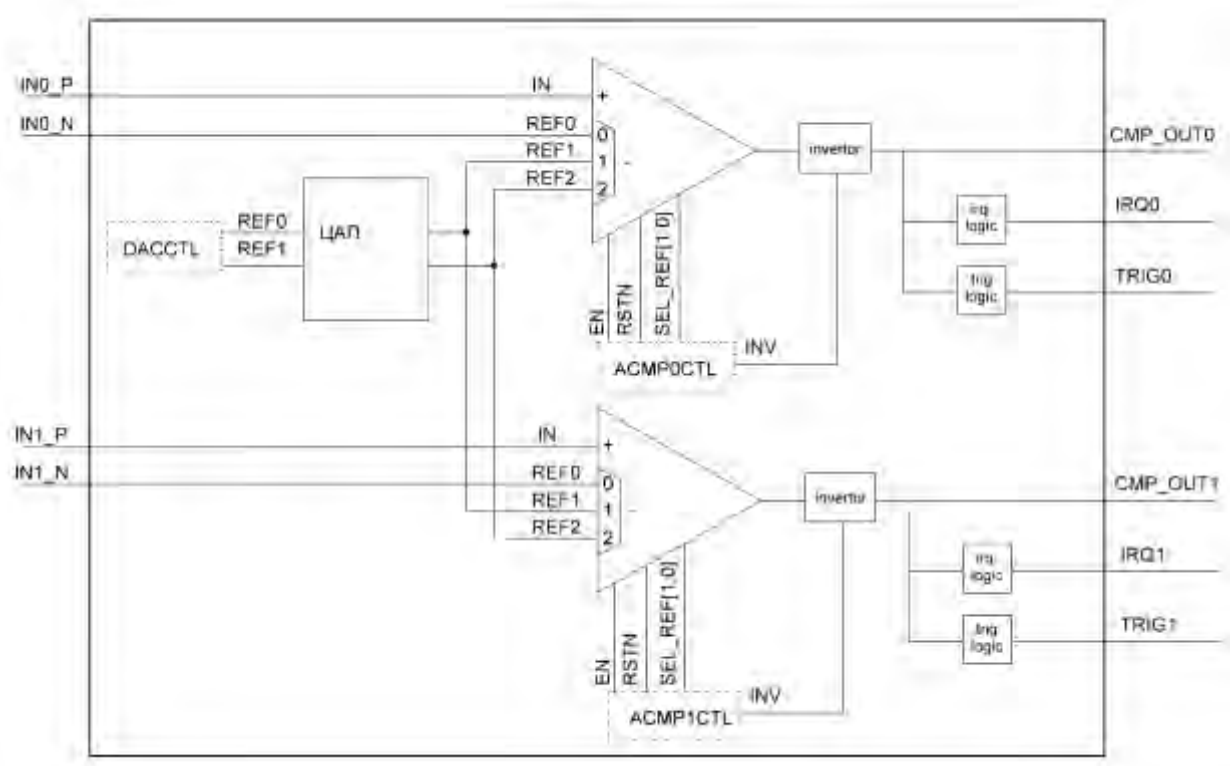 IN0_P
IN
+
CMP_OUT0
IN0_N
REF0
0
invertor
REF1
1
-
REF2
2
irq
logic
IRQ0
REF0
ЦАП
DACCTL
REF1
trig
logic
TRIG0
EN
RSTN
SEL_REF[1:0]
INV
ACMP0CTL
IN1_P
IN
+
IN1_N
REF0
0
invertor
CMP_OUT1
REF1
1
-
REF2
2
irq
logic
IRQ1
trig
logic
TRIG1
EN
RSTN
SEL_REF[1:0]
INV
ACMP1CTL